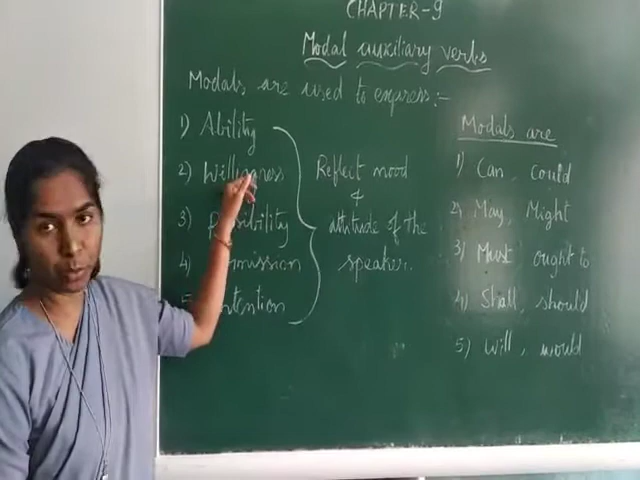 CHAPTER-9
Modal auxiliary verbs
Modals are used to express:-
1) Ability
2)
3)
4)
5)
Reflect mood
&
attitude of the
speaker.
Modals are
1) Can, Could
2) May, Might
3) Must ought to
4) Shall, should
5) Will, would